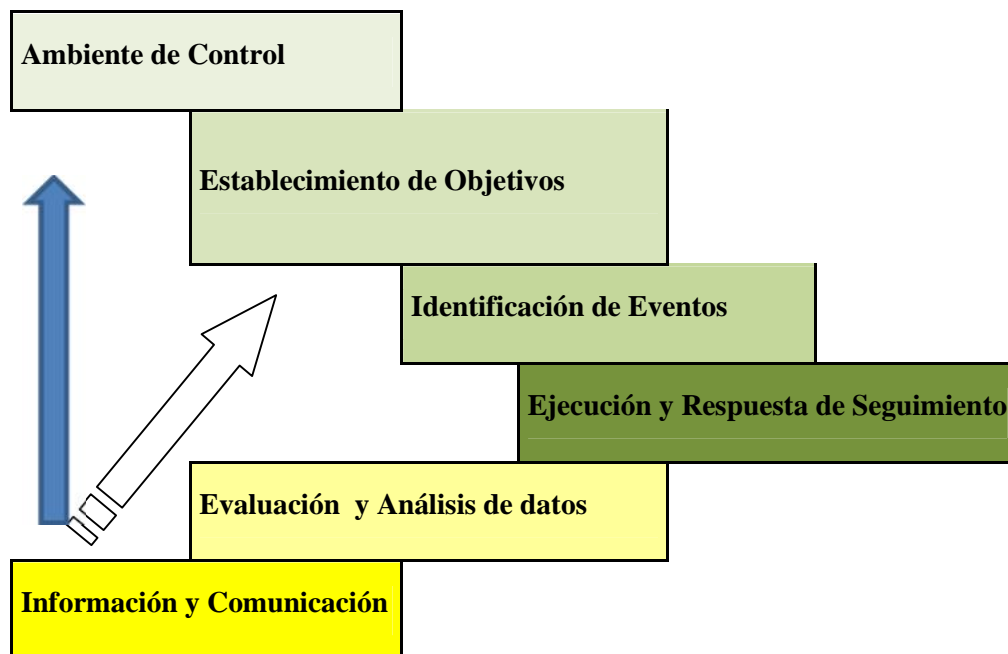 Ambiente de Control
Establecimiento de Objetivos
Identificación de Eventos
Ejecución y Respuesta de Seguimiento
Evaluación y Análisis de datos
Información y Comunicación